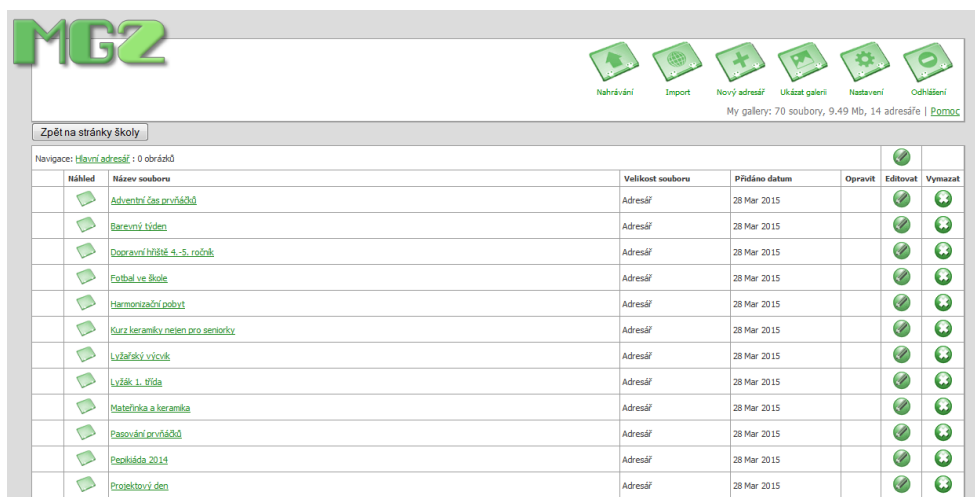 MG2
Nahrávání Import Nový adresář Ukázat galerii Nastavení Odhlášení
My gallery: 70 soubory, 9.49 Mb, 14 adresáře | Pomoc
Zpět na stránky školy
Navigace: Hlavní adresář : 0 obrázků
Náhled Název souboru Velikost souboru Přidáno datum Opravit Editovat Vymazat
Adventní čas prvňáčků Adresář 28 Mar 2015
Barevný týden Adresář 28 Mar 2015
Dopravní hřiště 4.-5. ročník Adresář 28 Mar 2015
Fotbal ve škole Adresář 28 Mar 2015
Harmonizační pobyt Adresář 28 Mar 2015
Kurz keramiky nejen pro seniorky Adresář 28 Mar 2015
Lyžařský výcvik Adresář 28 Mar 2015
Lyžák 1. třída Adresář 28 Mar 2015
Mateřinka a keramika Adresář 28 Mar 2015
Pasování prvňáčků Adresář 28 Mar 2015
Pepikiáda 2014 Adresář 28 Mar 2015
Projektový den Adresář 28 Mar 2015